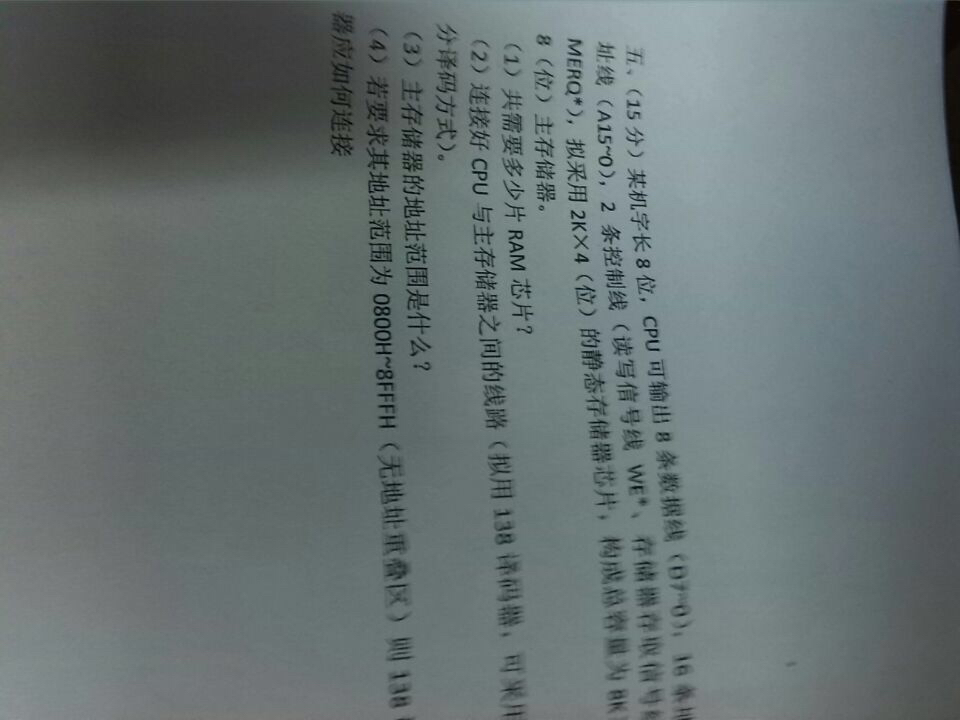 五、（15 分）某机字长 8 位，CPU 可输出 8 条数据线（D7~0），16 条地
址线（A15~0），2 条控制线（读写信号线 WE*、存储器存取信号线
MERQ*），拟采用 2K×4（位）的静态存储器芯片，构成总容量为 8K×
8（位）主存储器。
（1）共需要多少片 RAM 芯片？
（2）连接好 CPU 与主存储器之间的线路（拟用 138 译码器，可采用
分译码方式）。
（3）主存储器的地址范围是什么？
（4）若要求其地址范围为 0800H~8FFFH（无地址重叠区）则 138
器应如何连接